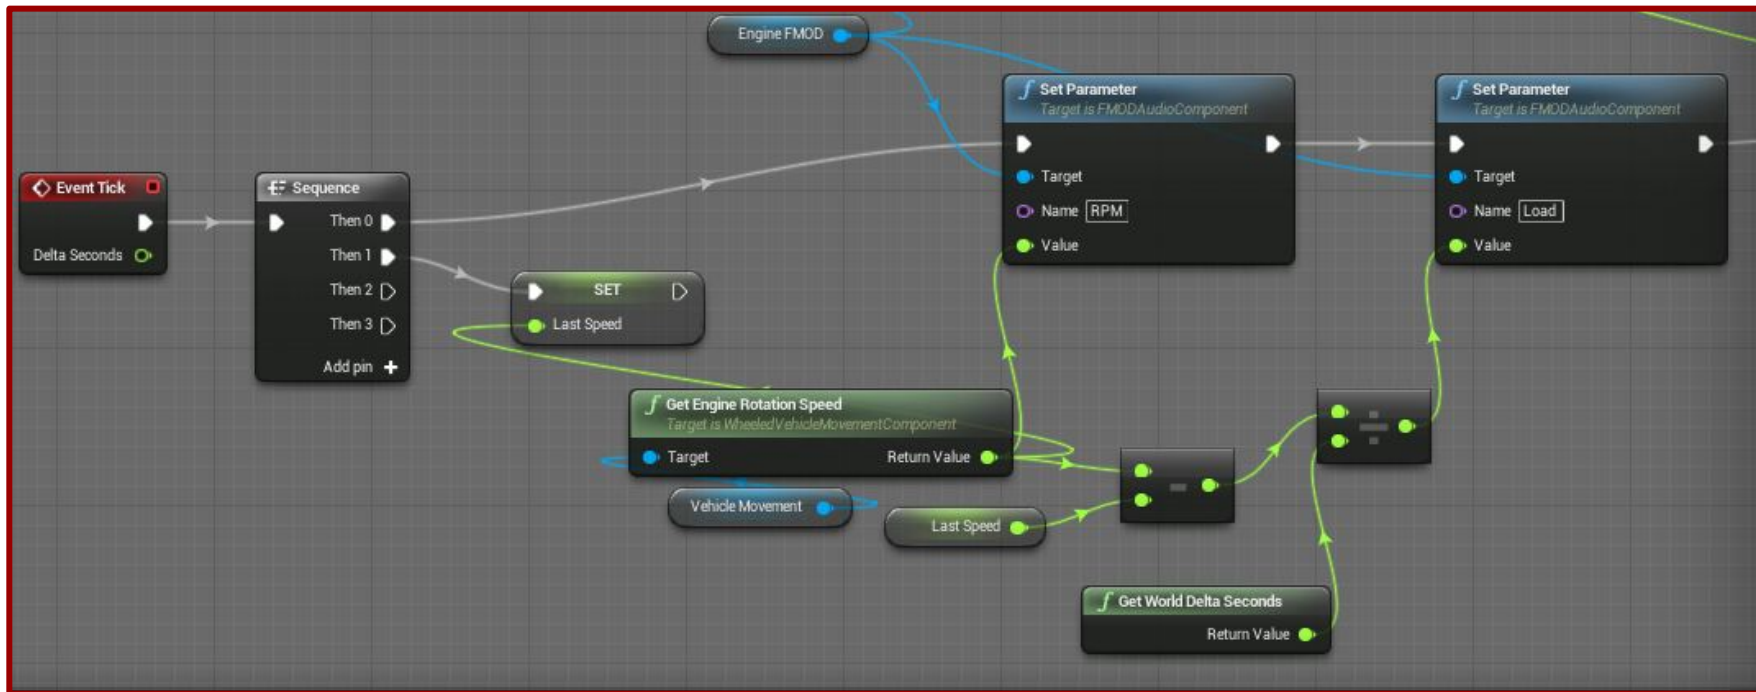 Engine FMOD
Set Parameter
Target is FMODAudioComponent
Target
Name RPM
Value
Set Parameter
Target is FMODAudioComponent
Target
Name Load
Value
Event Tick
Delta Seconds
Sequence
Then 0
Then 1
Then 2
Then 3
Add pin +
SET
Last Speed
Get Engine Rotation Speed
Target is WheeledVehicleMovementComponent
Target Return Value
Vehicle Movement
Last Speed
-
÷
Get World Delta Seconds
Return Value